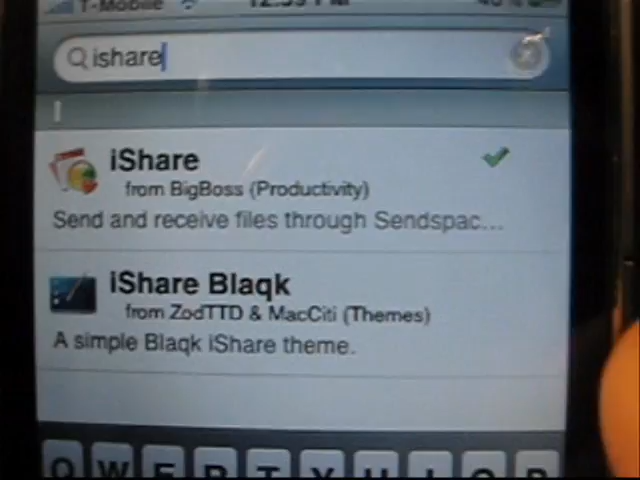 T-Mobile
ishare
I
iShare
from BigBoss (Productivity)
Send and receive files through Sendspac...
iShare Blaqk
from ZodTTD & MacCiti (Themes)
A simple Blaqk iShare theme.
Q W E R T Y U I O P